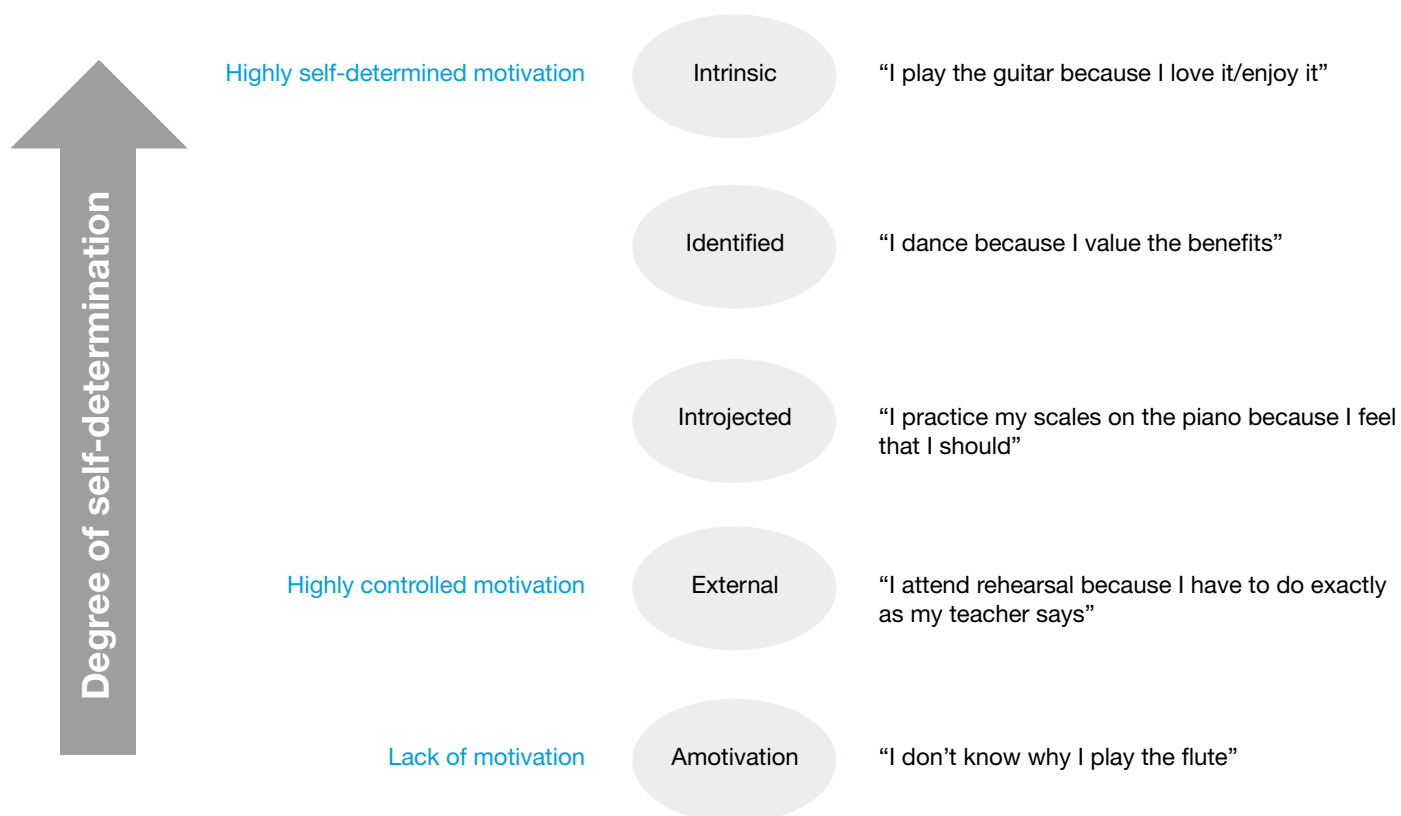 Degree of self-determination
Highly self-determined motivation
Intrinsic
“I play the guitar because I love it/enjoy it”
Identified
“I dance because I value the benefits”
Introjected
“I practice my scales on the piano because I feel
that I should”
Highly controlled motivation
External
“I attend rehearsal because I have to do exactly
as my teacher says”
Lack of motivation
Amotivation
“I don’t know why I play the flute”